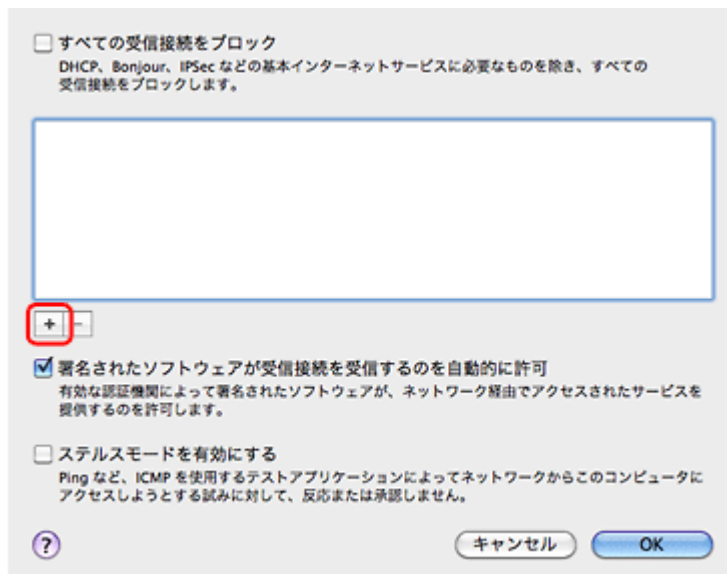 すべての受信接続をブロック
DHCP、Bonjour、IPSec などの基本インターネットサービスに必要なものを除き、すべての
受信接続をブロックします。
+ −
署名されたソフトウェアが受信接続を受信するのを自動的に許可
有効な認証機関によって署名されたソフトウェアが、ネットワーク経由でアクセスされたサービスを
提供するのを許可します。
ステルスモードを有効にする
Ping など、ICMP を使用するテストアプリケーションによってネットワークからこのコンピュータに
アクセスしようとする試みに対して、反応または承認しません。
? キャンセル OK